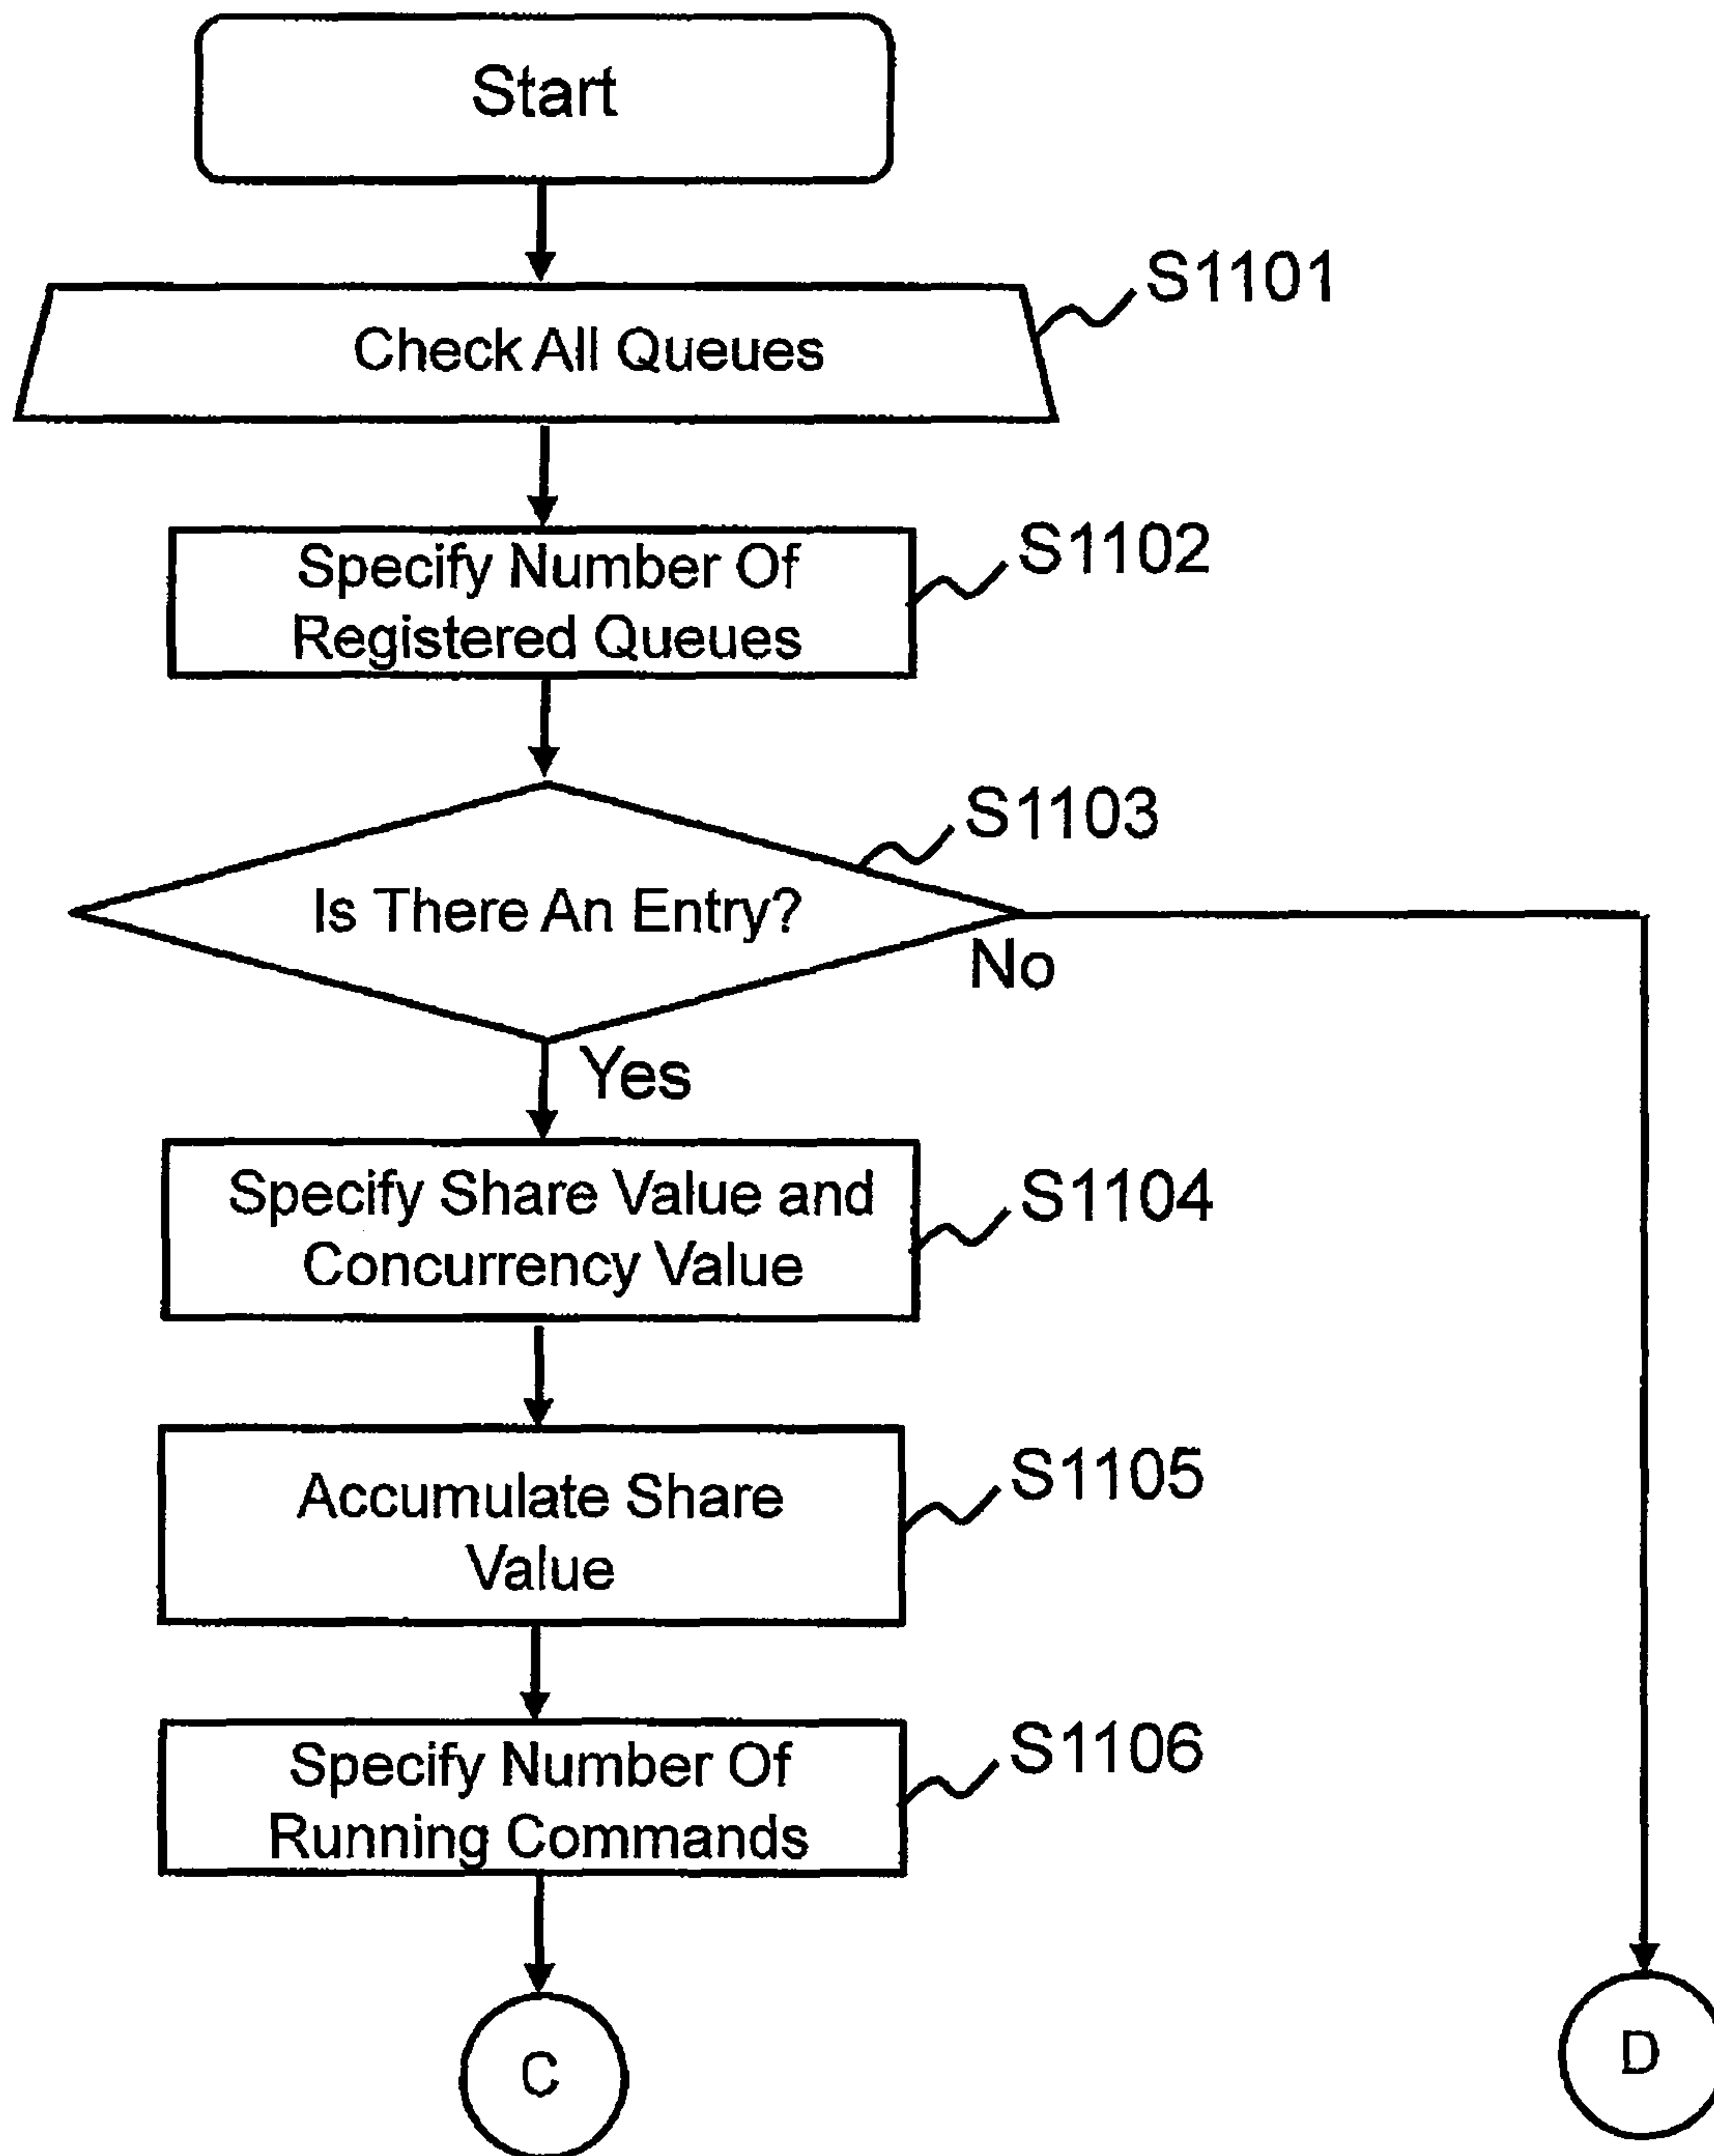 Start
Check All Queues
S1101
Specify Number Of
Registered Queues
S1102
Is There An Entry?
S1103
No
Yes
Specify Share Value and
Concurrency Value
S1104
Accumulate Share
Value
S1105
Specify Number Of
Running Commands
S1106
C
D